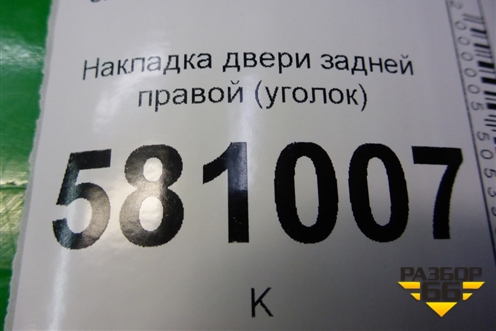 Накладка двери задней
правой (уголок)
581007
К
РАЗБОР
66